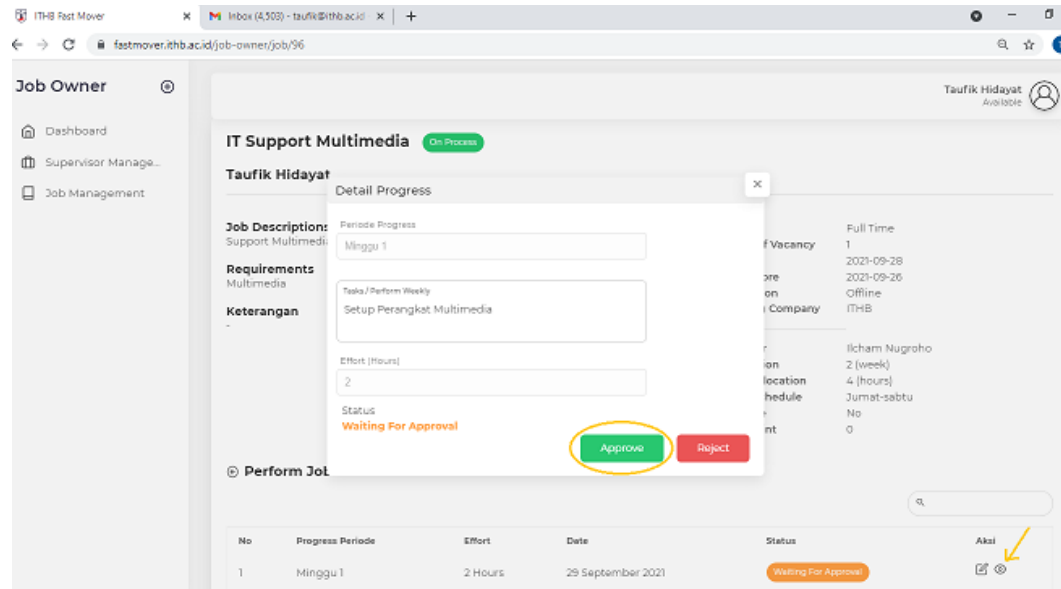 ITHB Fast Mover
Inbox (4,503) - taufik@ithb.ac.id
fastmover.ithb.ac.id/job-owner/job/96
Job Owner
Taufik Hidayat
Available
Dashboard
Supervisor Manage...
Job Management
IT Support Multimedia
On Process
Taufik Hidayat
Detail Progress
Job Descriptions
Support Multimedi
Requirements
Multimedia
Keterangan
-
Periode Progress
Minggu 1
Tasks / Perform Weekly
Setup Perangkat Multimedia
Effort (Hours)
2
Status
Waiting For Approval
Approve
Reject
Full Time
f Vacancy 1
2021-09-28
ore 2021-09-26
on Offline
Company ITHB
r Ilcham Nugroho
on 2 (week)
location 4 (hours)
hedule Jumat-sabtu
No
nt 0
Perform Job
No Progress Periode Effort Date Status Aksi
1 Minggu 1 2 Hours 29 September 2021 Waiting For Approval